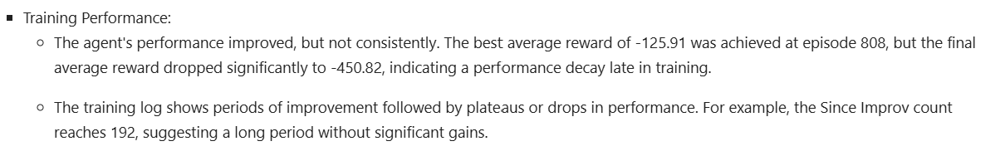 ▪ Training Performance:
○ The agent's performance improved, but not consistently. The best average reward of -125.91 was achieved at episode 808, but the final
average reward dropped significantly to -450.82, indicating a performance decay late in training.
○ The training log shows periods of improvement followed by plateaus or drops in performance. For example, the Since Improv count
reaches 192, suggesting a long period without significant gains.